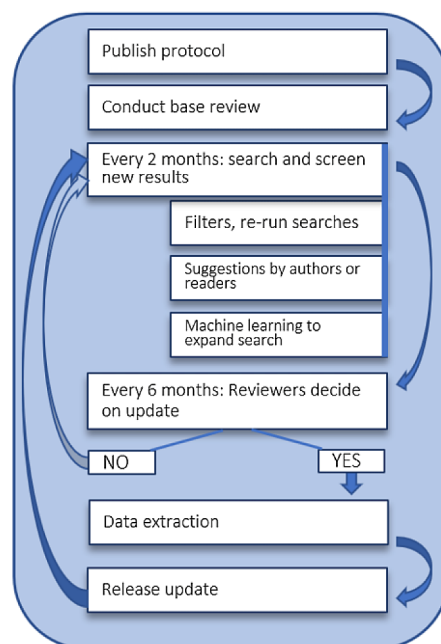 Publish protocol
Conduct base review
Every 2 months: search and screen
new results
Filters, re-run searches
Suggestions by authors or
readers
Machine learning to
expand search
Every 6 months: Reviewers decide
on update
NO
YES
Data extraction
Release update